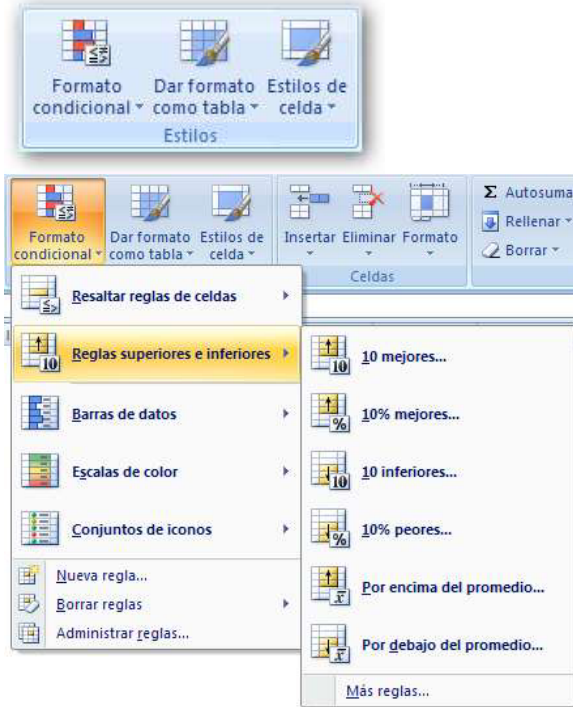 Formato condicional
Dar formato como tabla
Estilos de celda
Estilos
Formato condicional
Dar formato como tabla
Estilos de celda
Insertar
Eliminar
Formato
Celdas
Σ Autosuma
Rellenar
Borrar
Resaltar reglas de celdas
Reglas superiores e inferiores
Barras de datos
Escalas de color
Conjuntos de iconos
Nueva regla...
Borrar reglas
Administrar reglas...
10 mejores...
10% mejores...
10 inferiores...
10% peores...
Por encima del promedio...
Por debajo del promedio...
Más reglas...